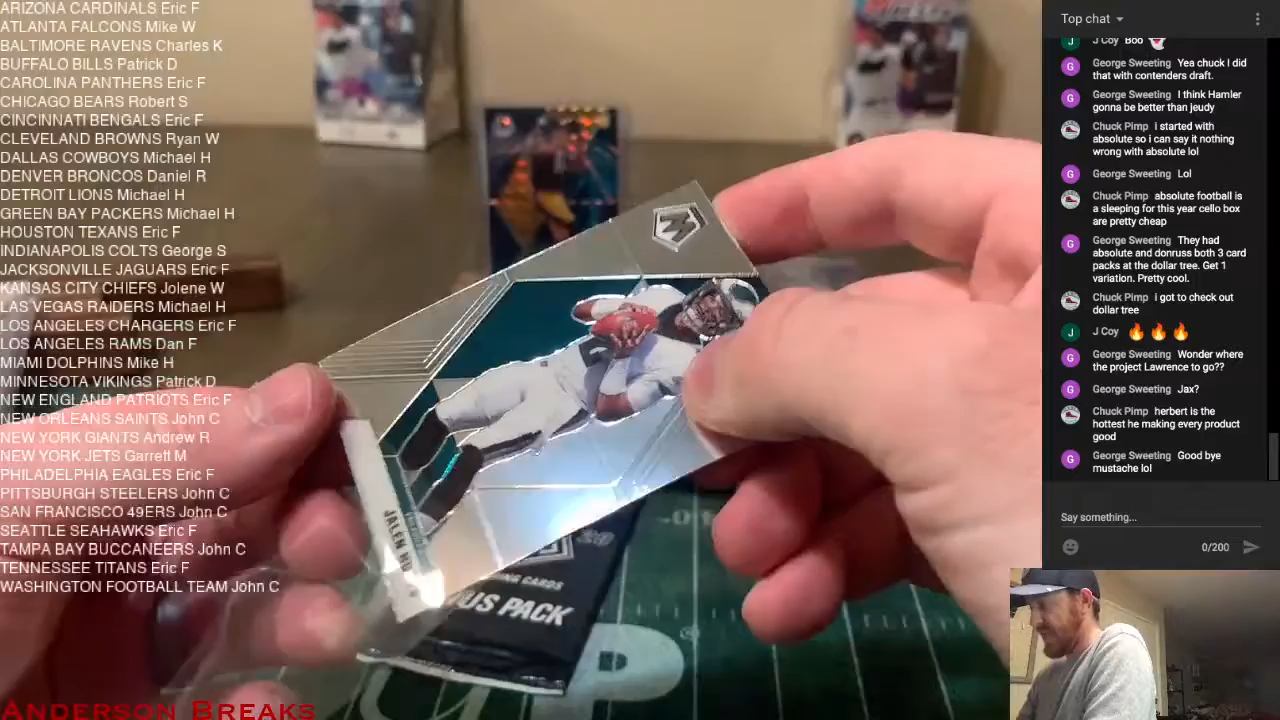 ARIZONA CARDINALS Eric F
ATLANTA FALCONS Mike W
BALTIMORE RAVENS Charles K
BUFFALO BILLS Patrick D
CAROLINA PANTHERS Eric F
CHICAGO BEARS Robert S
CINCINNATI BENGALS Eric F
CLEVELAND BROWNS Ryan W
DALLAS COWBOYS Michael H
DENVER BRONCOS Daniel R
DETROIT LIONS Michael H
GREEN BAY PACKERS Michael H
HOUSTON TEXANS Eric F
INDIANAPOLIS COLTS George S
JACKSONVILLE JAGUARS Eric F
KANSAS CITY CHIEFS Jolene W
LAS VEGAS RAIDERS Michael H
LOS ANGELES CHARGERS Eric F
LOS ANGELES RAMS Dan F
MIAMI DOLPHINS Mike H
MINNESOTA VIKINGS Patrick D
NEW ENGLAND PATRIOTS Eric F
NEW ORLEANS SAINTS John C
NEW YORK GIANTS Andrew R
NEW YORK JETS Garrett M
PHILADELPHIA EAGLES Eric F
PITTSBURGH STEELERS John C
SAN FRANCISCO 49ERS John C
SEATTLE SEAHAWKS Eric F
TAMPA BAY BUCCANEERS John C
TENNESSEE TITANS Eric F
WASHINGTON FOOTBALL TEAM John C
ANDERSON BREAKS
M
JALEN
20
CARDS
US PACK
Top chat
J Coy Boo 👻
George Sweeting Yea chuck I did
that with contenders draft.
George Sweeting I think Hamler
gonna be better than jeudy
Chuck Pimp i started with
absolute so i can say it nothing
wrong with absolute lol
George Sweeting Lol
Chuck Pimp absolute football is
a sleeping for this year cello box
are pretty cheap
George Sweeting They had
absolute and donruss both 3 card
packs at the dollar tree. Get 1
variation. Pretty cool.
Chuck Pimp i got to check out
dollar tree
J Coy 🔥🔥🔥
George Sweeting Wonder where
the project Lawrence to go??
George Sweeting Jax?
Chuck Pimp herbert is the
hottest he making every product
good
George Sweeting Good bye
mustache lol
Say something...
0/200